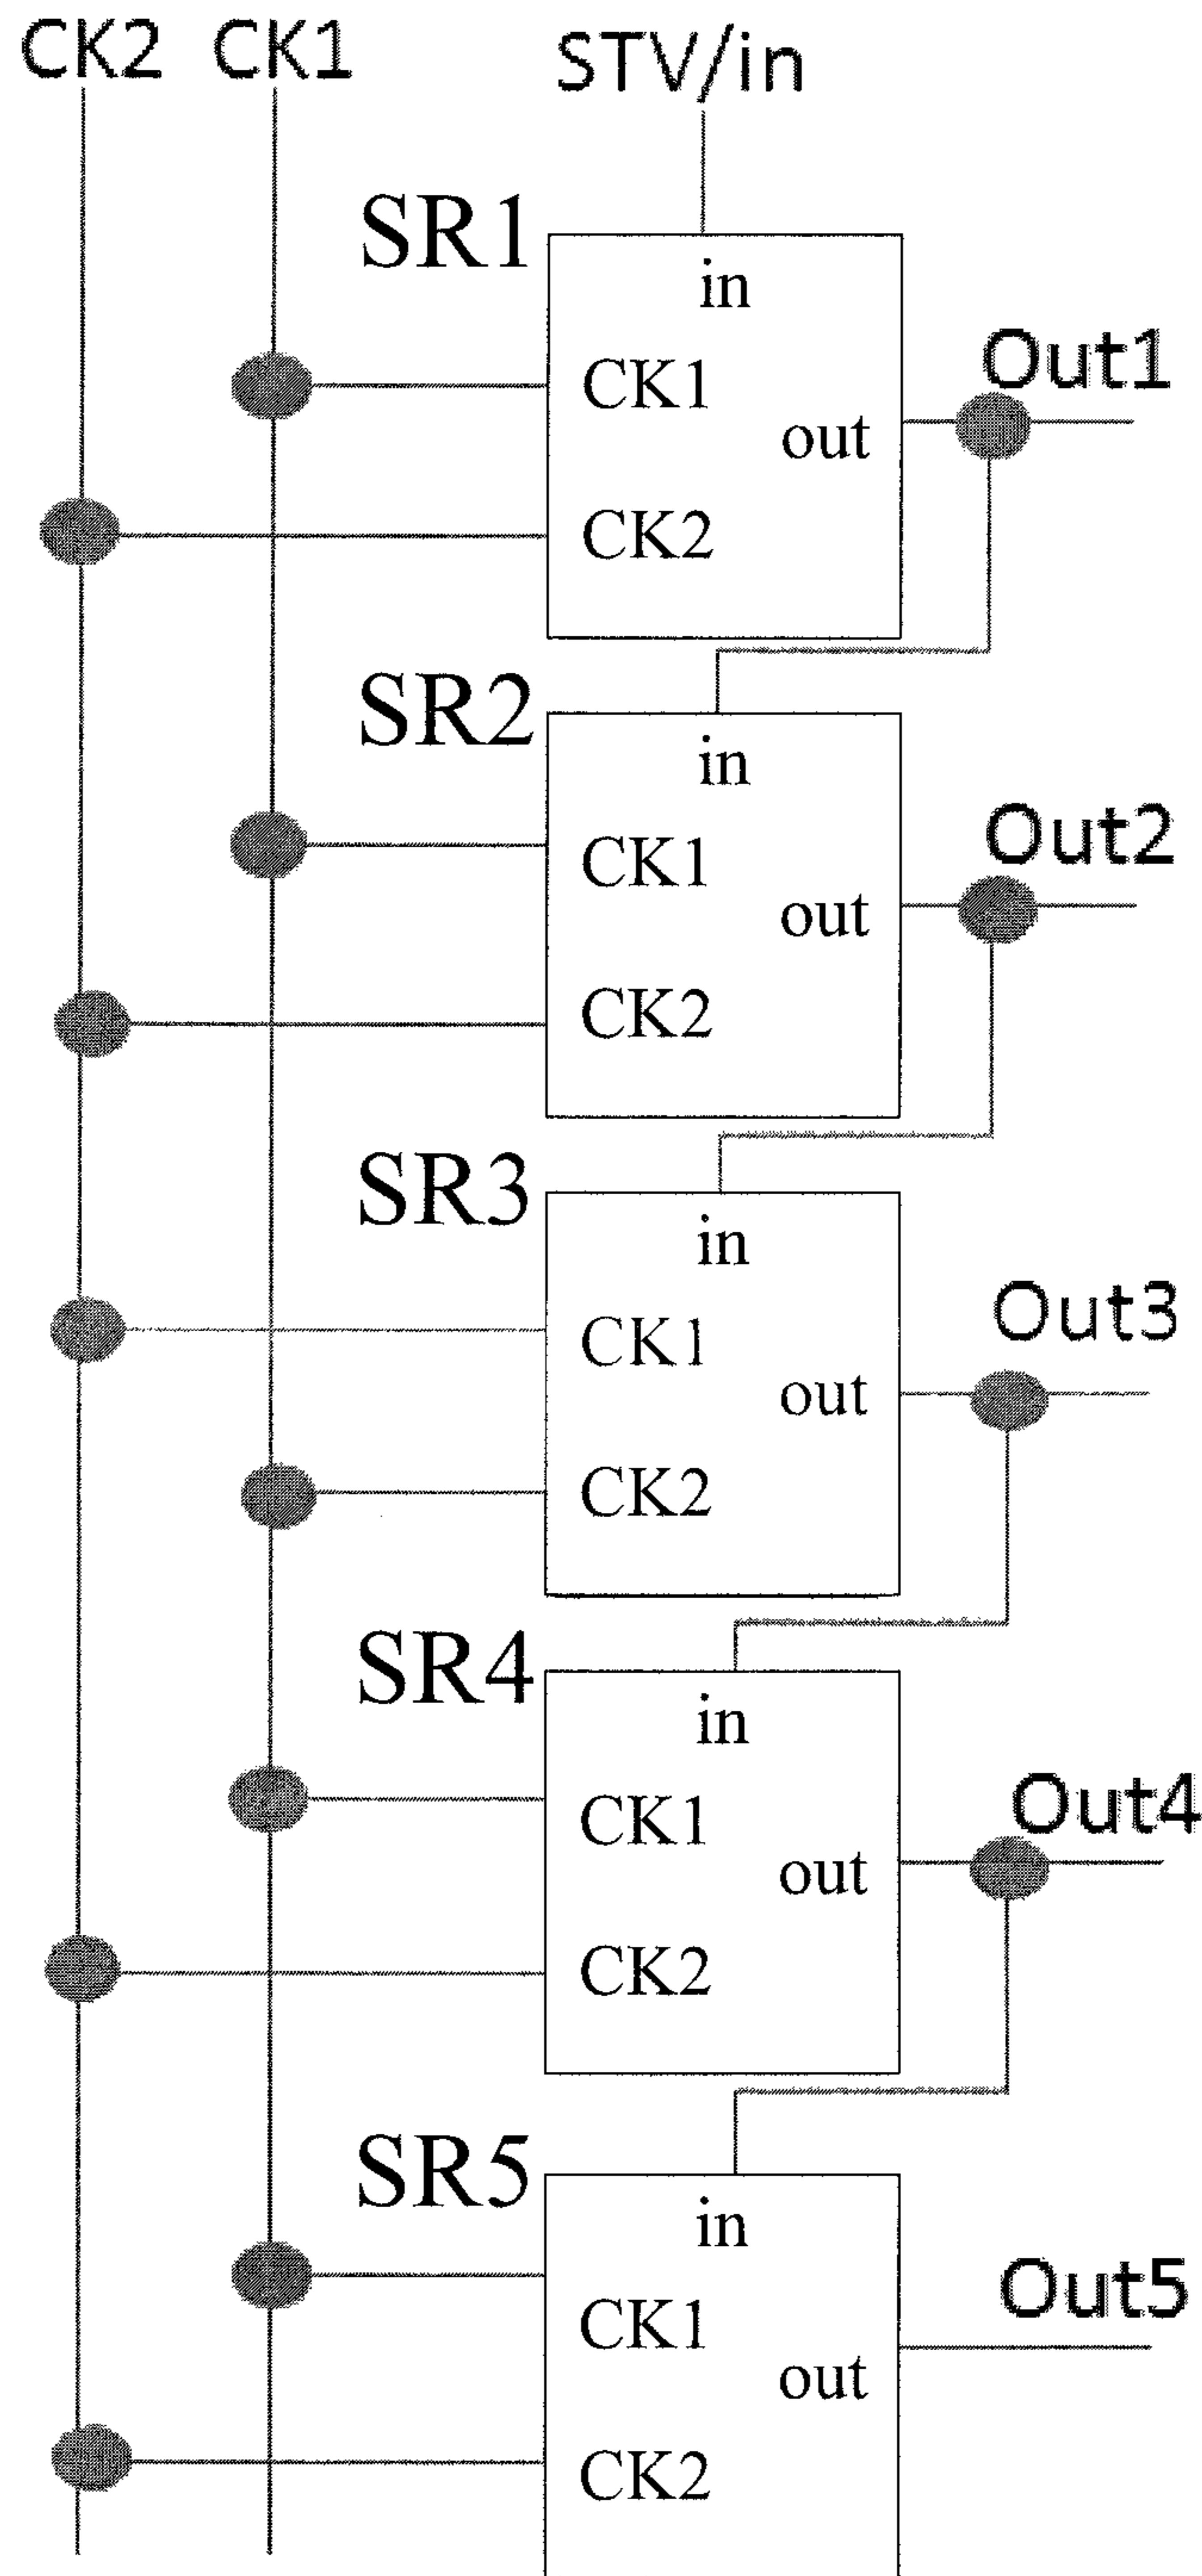 CK2 CK1 STV/in
SR1
in
CK1
out
CK2
Out1
SR2
in
CK1
out
CK2
Out2
SR3
in
CK1
out
CK2
Out3
SR4
in
CK1
out
CK2
Out4
SR5
in
CK1
out
CK2
Out5